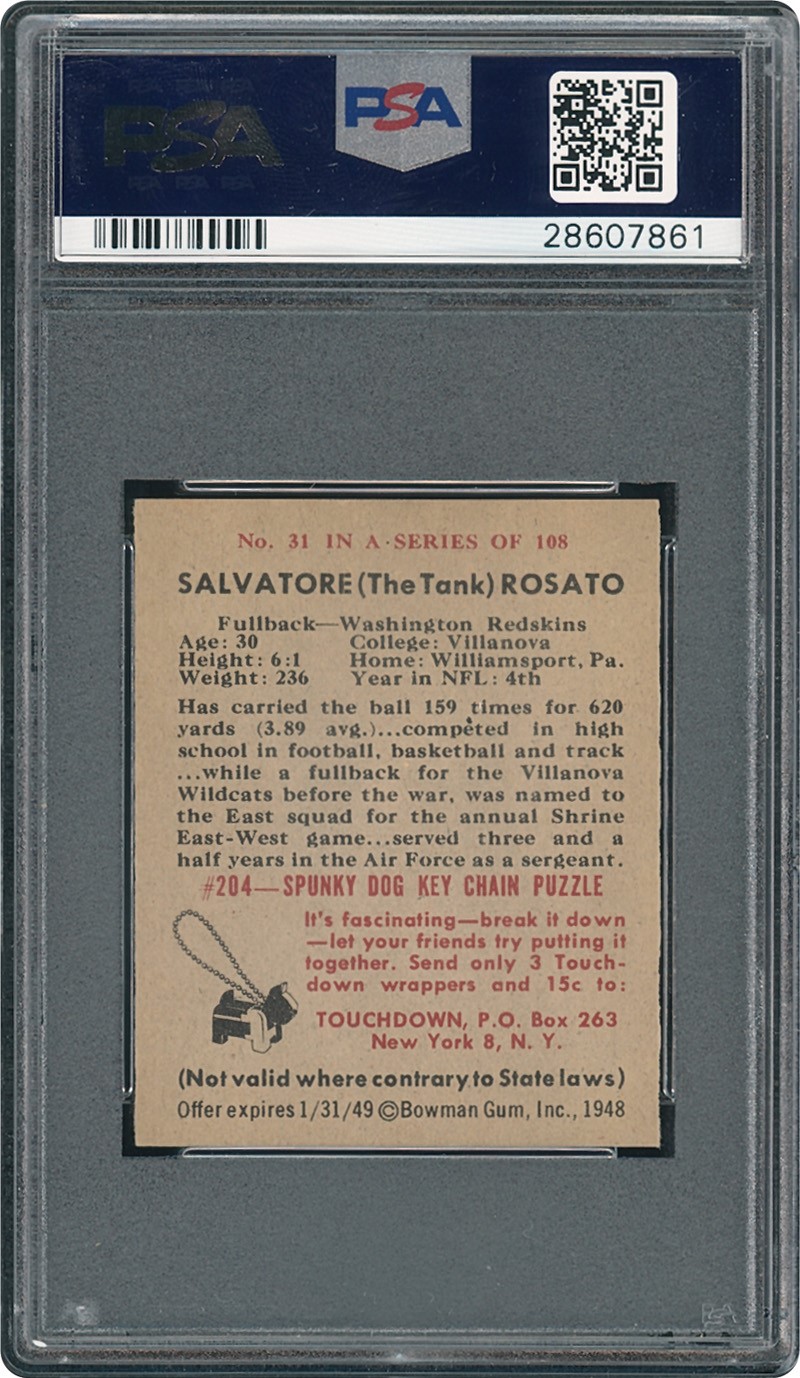 PSA
PSA
28607861
No. 31 IN A SERIES OF 108
SALVATORE (The Tank) ROSATO
Fullback—Washington Redskins
Age: 30 College: Villanova
Height: 6:1 Home: Williamsport, Pa.
Weight: 236 Year in NFL: 4th
Has carried the ball 159 times for 620
yards (3.89 avg.)...competed in high
school in football, basketball and track
...while a fullback for the Villanova
Wildcats before the war, was named to
the East squad for the annual Shrine
East-West game...served three and a
half years in the Air Force as a sergeant.
#204—SPUNKY DOG KEY CHAIN PUZZLE
It's fascinating—break it down
—let your friends try putting it
together. Send only 3 Touch-
down wrappers and 15c to:
TOUCHDOWN, P.O. Box 263
New York 8, N. Y.
(Not valid where contrary to State laws)
Offer expires 1/31/49 ©Bowman Gum, Inc., 1948
PSA